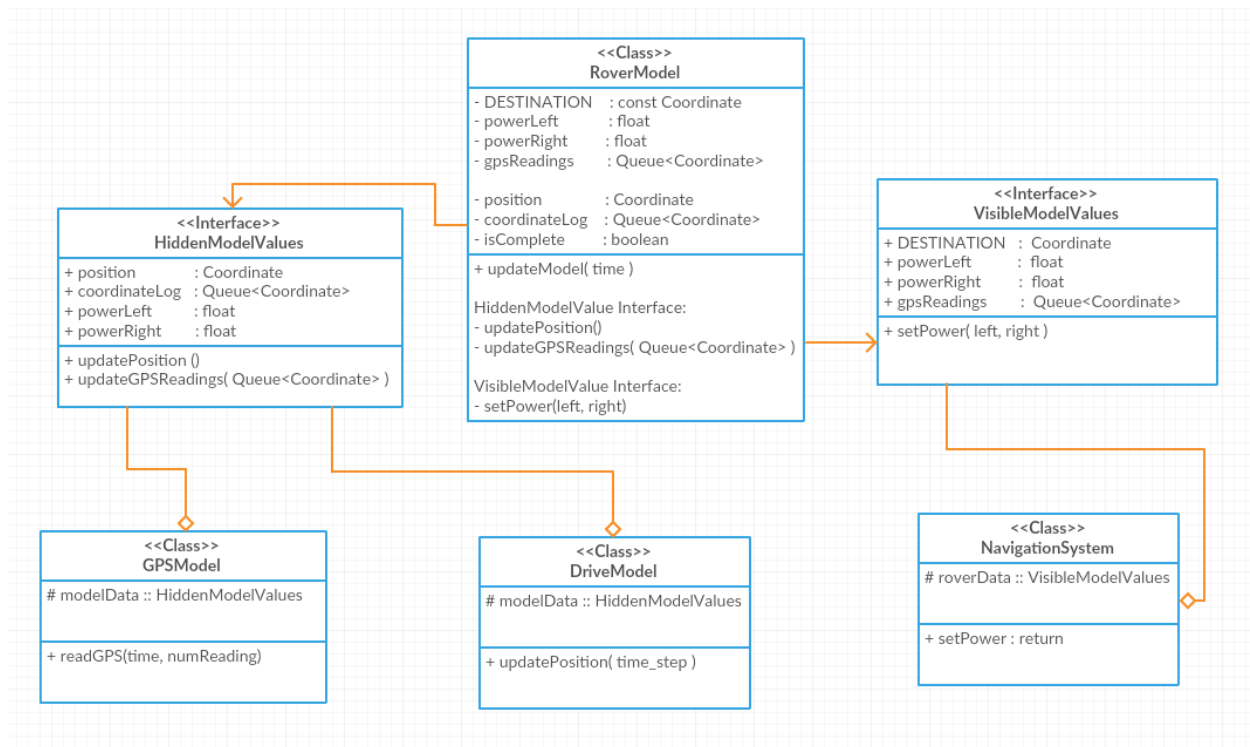 <<Class>>
RoverModel
- DESTINATION : const Coordinate
- powerLeft : float
- powerRight : float
- gpsReadings : Queue<Coordinate>
- position : Coordinate
- coordinateLog : Queue<Coordinate>
- isComplete : boolean
+ updateModel( time )
HiddenModelValue Interface:
- updatePosition()
- updateGPSReadings( Queue<Coordinate> )
VisibleModelValue Interface:
- setPower(left, right)
<<Interface>>
HiddenModelValues
+ position : Coordinate
+ coordinateLog : Queue<Coordinate>
+ powerLeft : float
+ powerRight : float
+ updatePosition ()
+ updateGPSReadings( Queue<Coordinate> )
<<Interface>>
VisibleModelValues
+ DESTINATION : Coordinate
+ powerLeft : float
+ powerRight : float
+ gpsReadings : Queue<Coordinate>
+ setPower( left, right )
<<Class>>
GPSModel
# modelData :: HiddenModelValues
+ readGPS(time, numReading)
<<Class>>
DriveModel
# modelData :: HiddenModelValues
+ updatePosition( time_step )
<<Class>>
NavigationSystem
# roverData :: VisibleModelValues
+ setPower : return